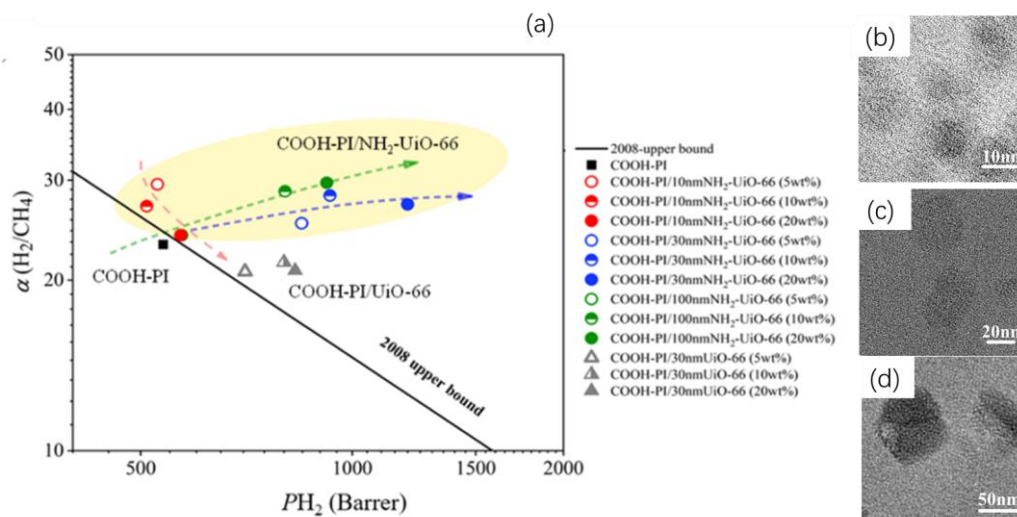 (a)
50
40
30
20
10
α (H₂/CH₄)
500
1000
1500
2000
PH₂ (Barrer)
COOH-PI/NH₂-UiO-66
COOH-PI
COOH-PI/UiO-66
2008 upper bound
2008-upper bound
COOH-PI
COOH-PI/10nmNH₂-UiO-66 (5wt%)
COOH-PI/10nmNH₂-UiO-66 (10wt%)
COOH-PI/10nmNH₂-UiO-66 (20wt%)
COOH-PI/30nmNH₂-UiO-66 (5wt%)
COOH-PI/30nmNH₂-UiO-66 (10wt%)
COOH-PI/30nmNH₂-UiO-66 (20wt%)
COOH-PI/100nmNH₂-UiO-66 (5wt%)
COOH-PI/100nmNH₂-UiO-66 (10wt%)
COOH-PI/100nmNH₂-UiO-66 (20wt%)
COOH-PI/30nmUiO-66 (5wt%)
COOH-PI/30nmUiO-66 (10wt%)
COOH-PI/30nmUiO-66 (20wt%)
(b)
10nm
(c)
20nm
(d)
50nm